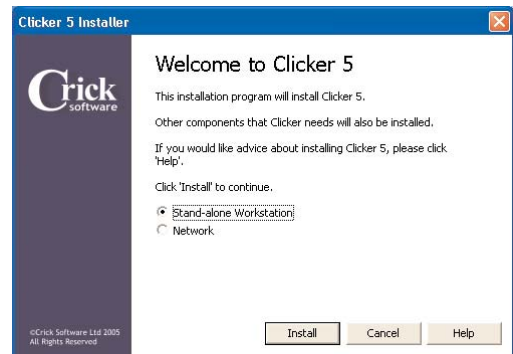 Clicker 5 Installer
Crick
software
Welcome to Clicker 5
This installation program will install Clicker 5.
Other components that Clicker needs will also be installed.
If you would like advice about installing Clicker 5, please click
'Help'.
Click 'Install' to continue.
Stand-alone Workstation
Network
©Crick Software Ltd 2005
All Rights Reserved
Install
Cancel
Help